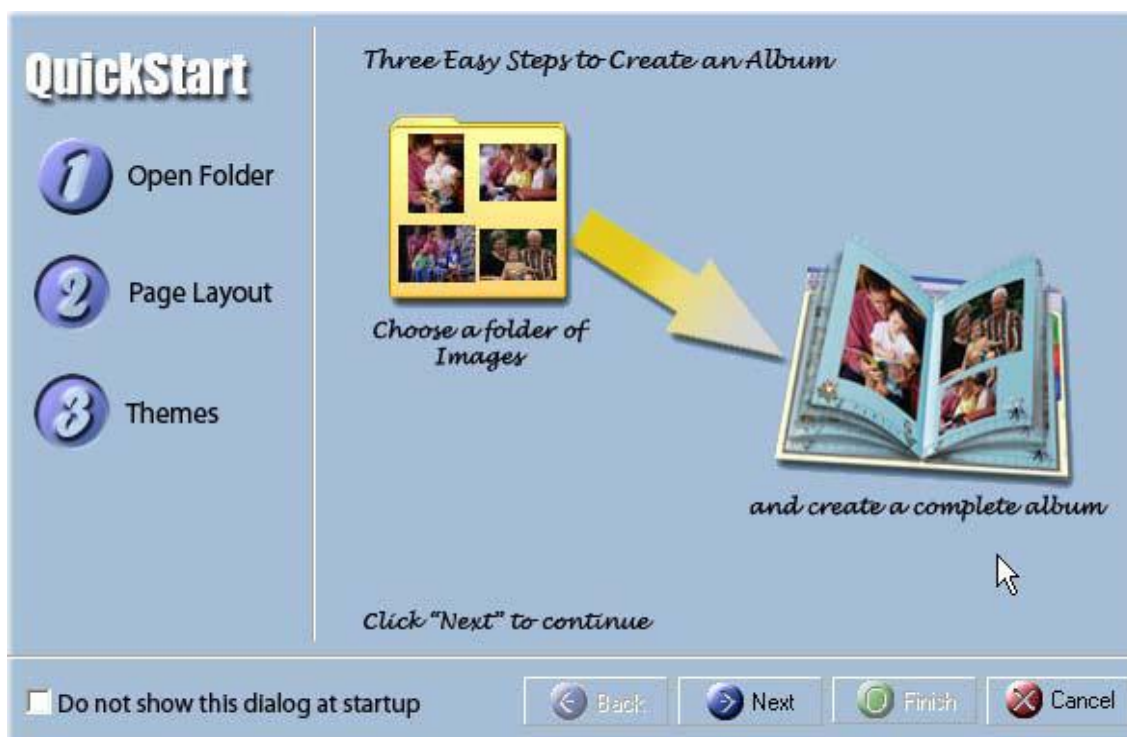 QuickStart
1 Open Folder
2 Page Layout
3 Themes
Three Easy Steps to Create an Album
Choose a folder of
Images
and create a complete album
Click "Next" to continue
Do not show this dialog at startup
Back
Next
Finish
Cancel